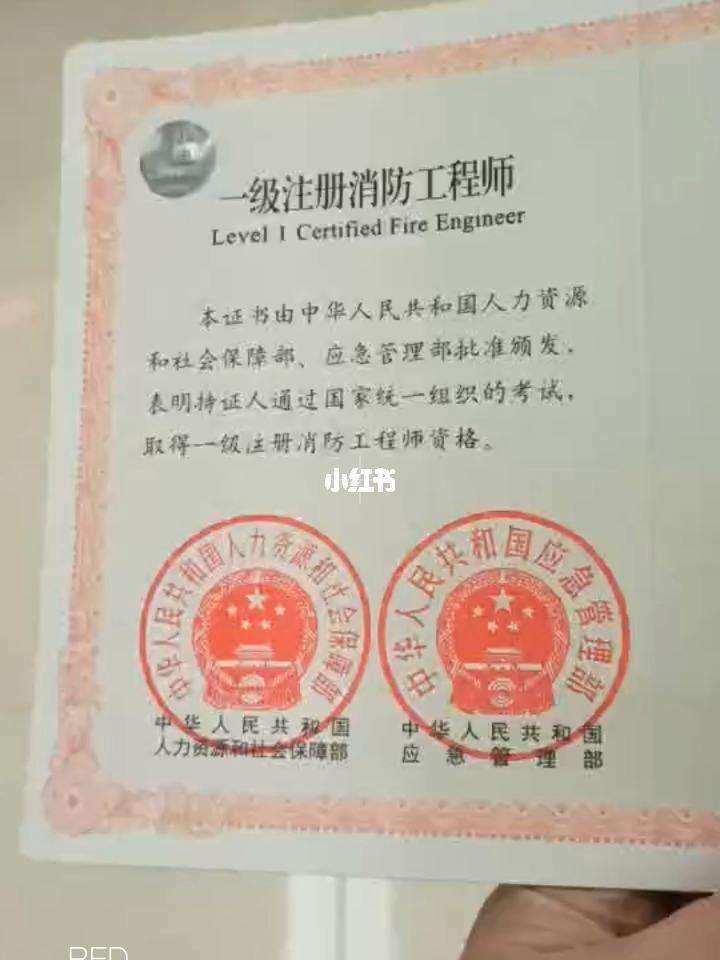 一级注册消防工程师
Level 1 Certified Fire Engineer
本证书由中华人民共和国人力资源
和社会保障部、应急管理部批准颁发，
表明持证人通过国家统一组织的考试，
取得一级注册消防工程师资格。
小红书
中华人民共和国人力资源和社会保障部
中华人民共和国应急管理部
中华人民共和国
人力资源和社会保障部
中华人民共和国
应急管理部
RED